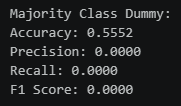 Majority Class Dummy:
Accuracy: 0.5552
Precision: 0.0000
Recall: 0.0000
F1 Score: 0.0000